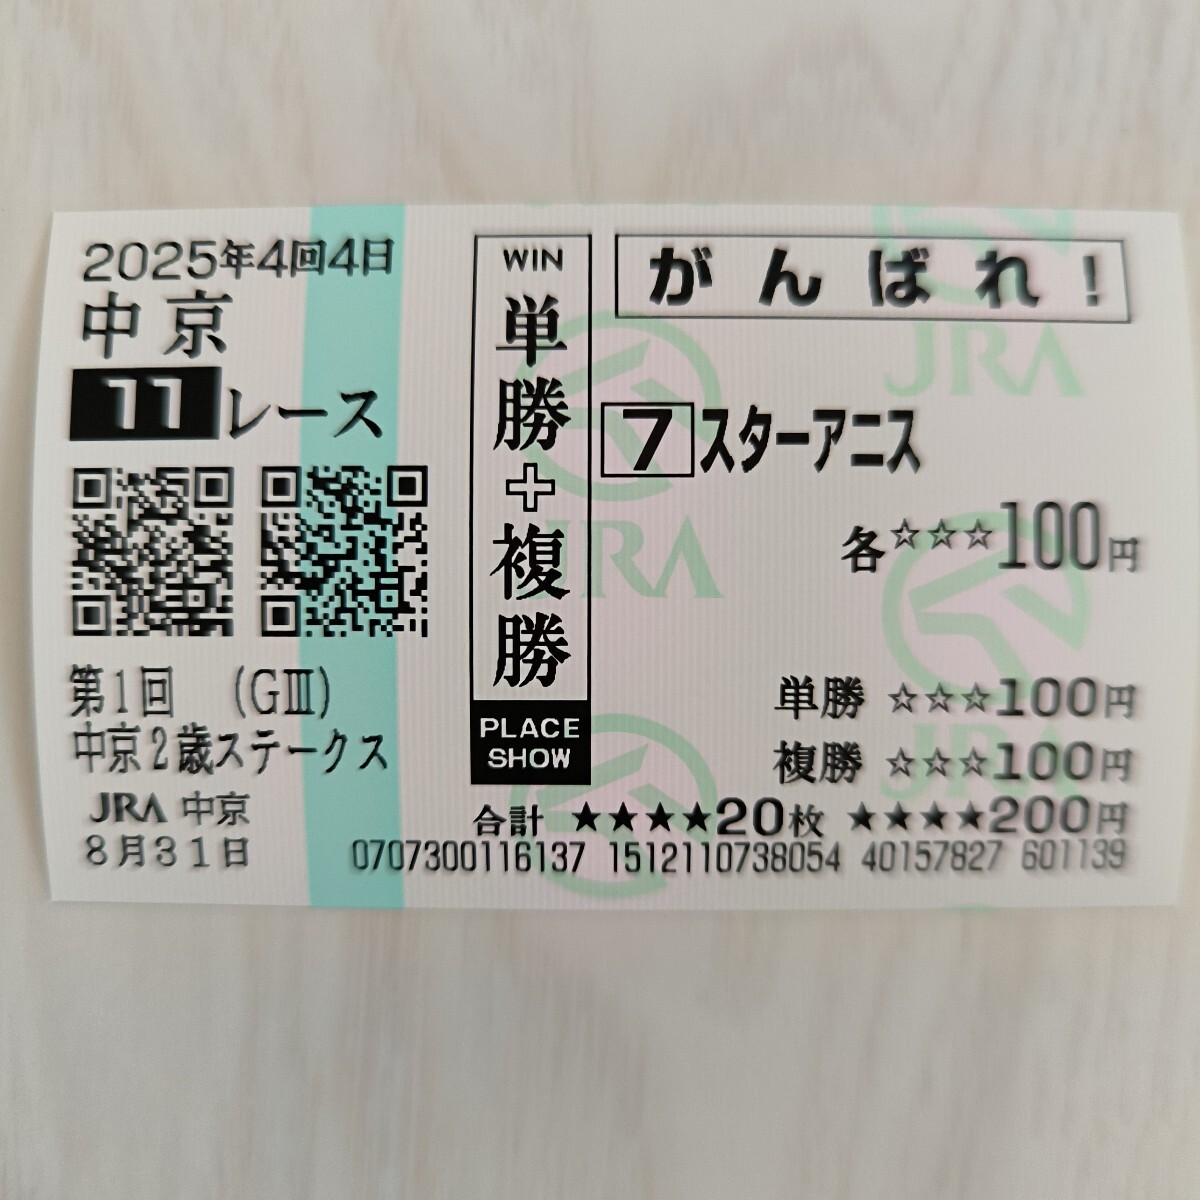 2025年4回4日
中京
11レース
第1回 (GⅢ)
中京2歳ステークス
JRA 中京
8月31日
WIN
単勝+複勝
PLACE
SHOW
がんばれ!
7 スターアニス
各☆☆☆100円
単勝 ☆☆☆100円
複勝 ☆☆☆100円
合計 ★★★★20枚 ★★★★200円
0707300116137 1512110738054 40157827 601139
JRA
JRA
JRA